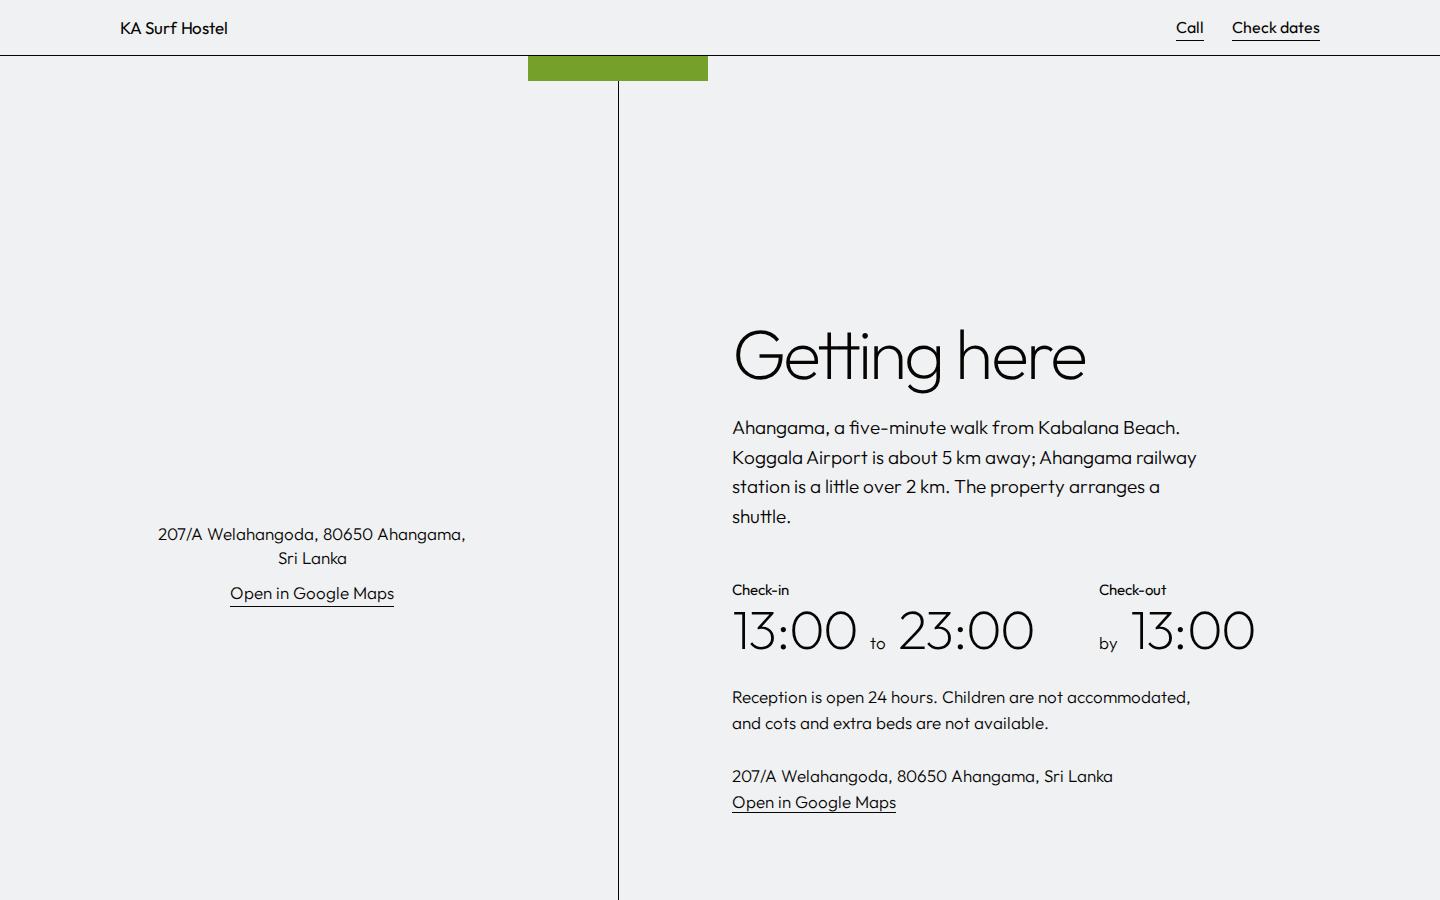 KA Surf Hostel
Call
Check dates
207/A Welahangoda, 80650 Ahangama,
Sri Lanka
Open in Google Maps
Getting here
Ahangama, a five-minute walk from Kabalana Beach.
Koggala Airport is about 5 km away; Ahangama railway
station is a little over 2 km. The property arranges a
shuttle.
Check-in
13:00 to 23:00
Check-out
by 13:00
Reception is open 24 hours. Children are not accommodated,
and cots and extra beds are not available.
207/A Welahangoda, 80650 Ahangama, Sri Lanka
Open in Google Maps